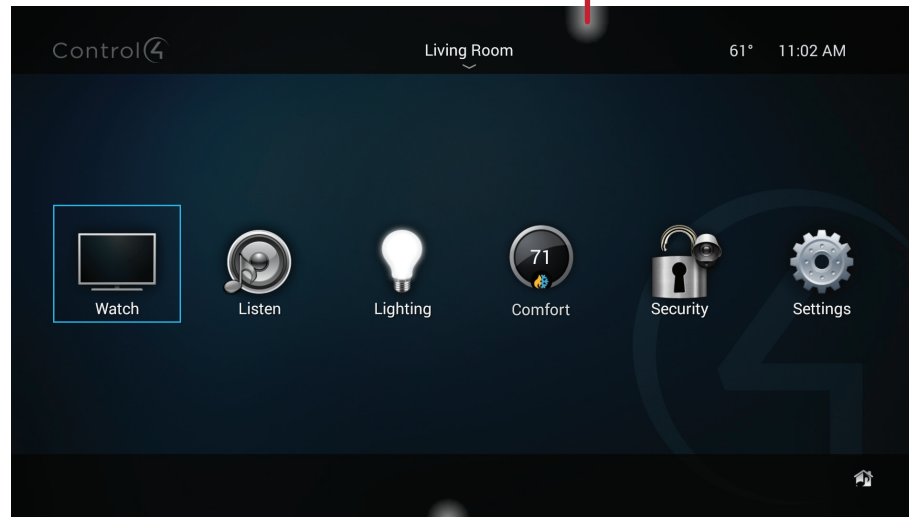 Control4
Living Room
61° 11:02 AM
71
Watch
Listen
Lighting
Comfort
Security
Settings